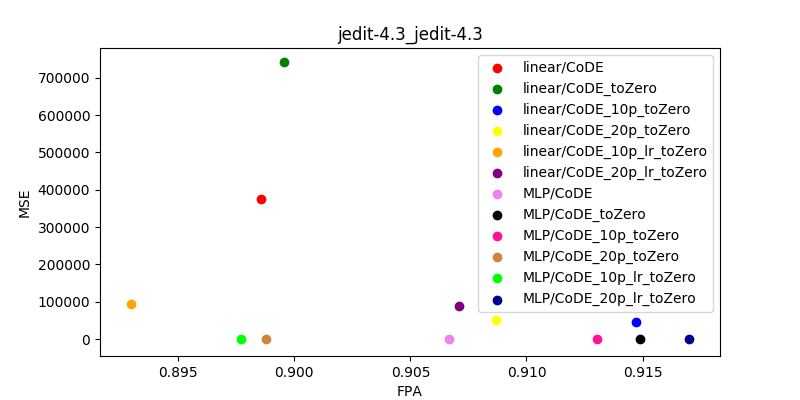 jedit-4.3_jedit-4.3
MSE
700000
600000
500000
400000
300000
200000
100000
0
0.895
0.900
0.905
0.910
0.915
FPA
linear/CoDE
linear/CoDE_toZero
linear/CoDE_10p_toZero
linear/CoDE_20p_toZero
linear/CoDE_10p_lr_toZero
linear/CoDE_20p_lr_toZero
MLP/CoDE
MLP/CoDE_toZero
MLP/CoDE_10p_toZero
MLP/CoDE_20p_toZero
MLP/CoDE_10p_lr_toZero
MLP/CoDE_20p_lr_toZero